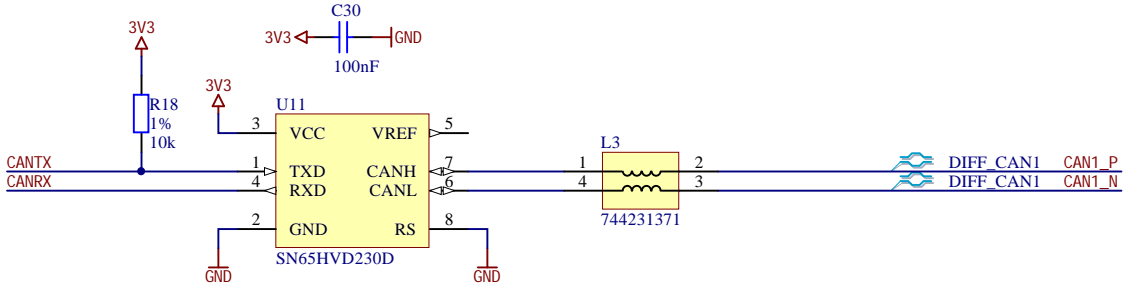 C30
3V3
3V3 GND
100nF
3V3
R18
1%
10k
U11
3 VCC VREF 5
L3
CANTX 1 TXD CANH 7 1 2 DIFF_CAN1 CAN1_P
CANRX 4 RXD CANL 6 4 3 DIFF_CAN1 CAN1_N
744231371
2 GND RS 8
SN65HVD230D
GND GND